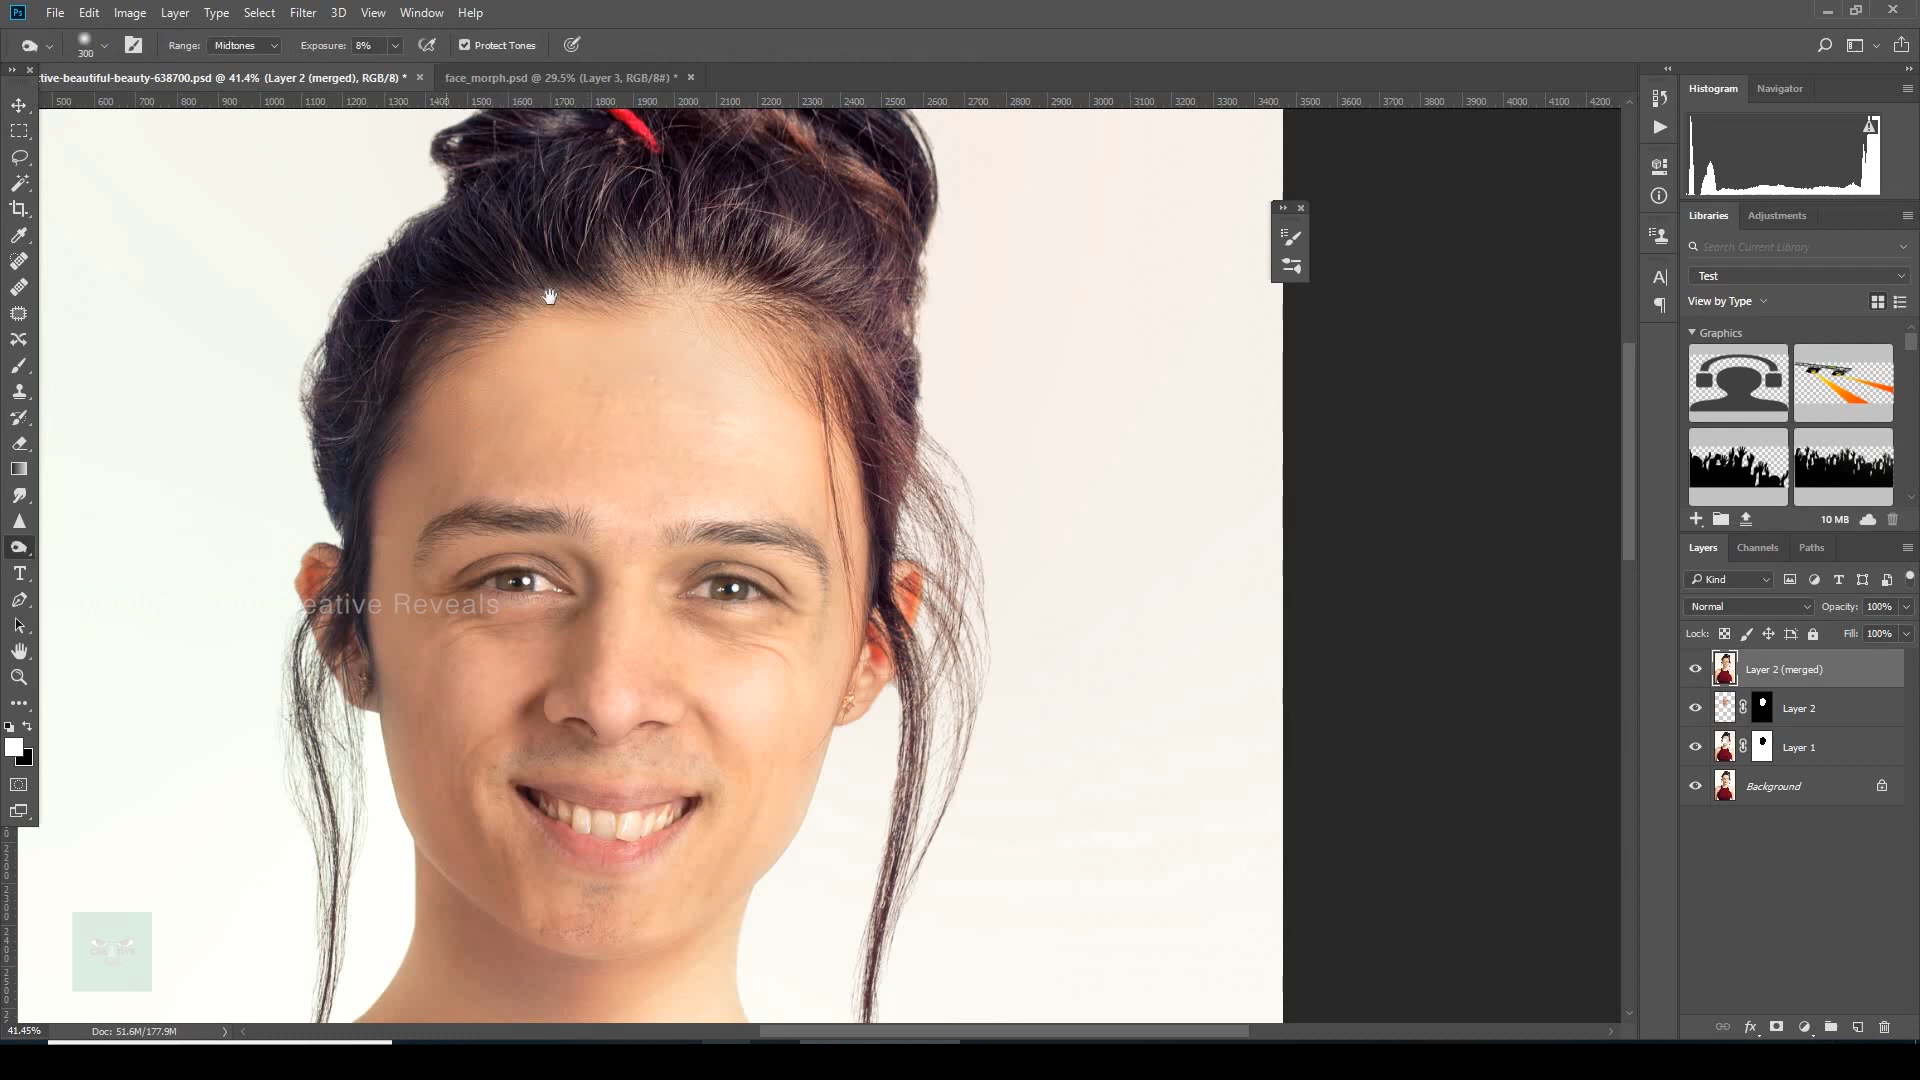 Ps File Edit Image Layer Type Select Filter 3D View Window Help
300 Range: Midtones Exposure: 8% Protect Tones
tive-beautiful-beauty-638700.psd @ 41.4% (Layer 2 (merged), RGB/8) * × face_morph.psd @ 29.5% (Layer 3, RGB/8#) * ×
500 600 700 800 900 1000 1100 1200 1300 1400 1500 1600 1700 1800 1900 2000 2100 2200 2300 2400 2500 2600 2700 2800 2900 3000 3100 3200 3300 3400 3500 3600 3700 3800 3900 4000 4100 4200
Histogram Navigator
Libraries Adjustments
Search Current Library
Test
View by Type
Graphics
10 MB
Layers Channels Paths
Kind
Normal Opacity: 100%
Lock: Fill: 100%
Layer 2 (merged)
Layer 2
Layer 1
Background
Creative Reveals
41.45% Doc: 51.6M/177.9M